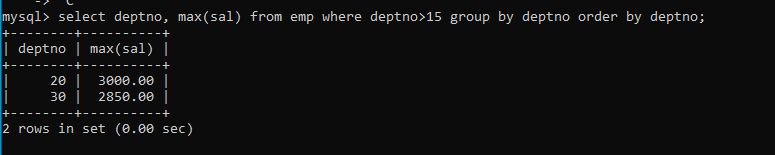 -> ^C
mysql> select deptno, max(sal) from emp where deptno>15 group by deptno order by deptno;
+--------+----------+
| deptno | max(sal) |
+--------+----------+
|     20 |  3000.00 |
|     30 |  2850.00 |
+--------+----------+
2 rows in set (0.00 sec)